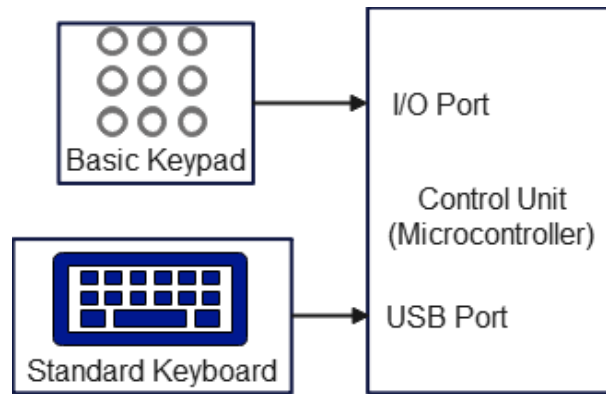 Basic Keypad
I/O Port
Control Unit
(Microcontroller)
USB Port
Standard Keyboard